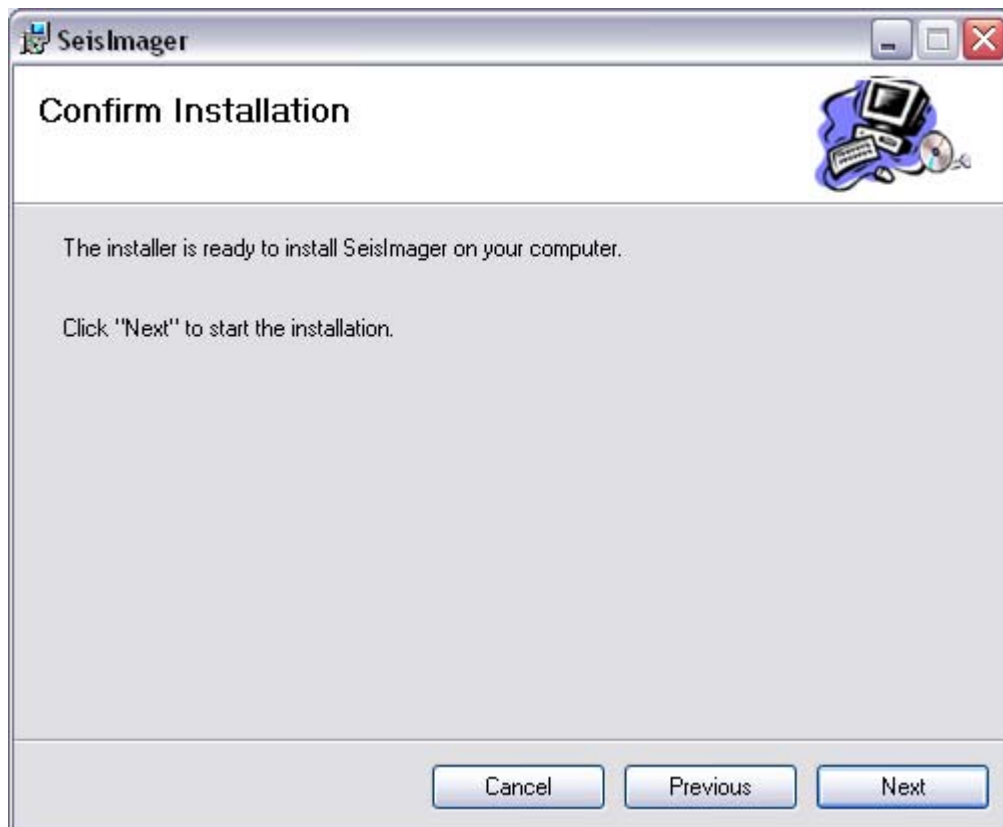 SeisImager
Confirm Installation
The installer is ready to install SeisImager on your computer.
Click "Next" to start the installation.
Cancel Previous Next